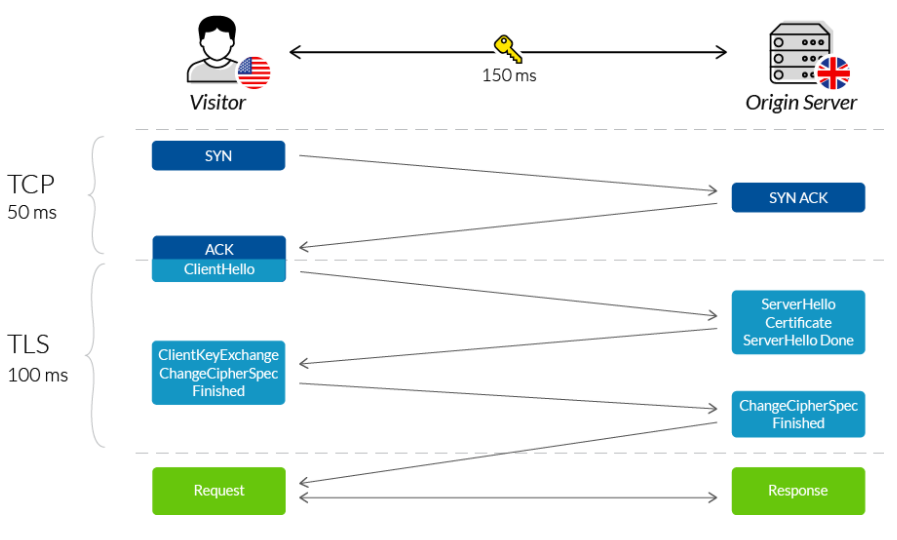 150 ms
Visitor
Origin Server
TCP
50 ms
SYN
SYN ACK
ACK
ClientHello
TLS
100 ms
ServerHello
Certificate
ServerHello Done
ClientKeyExchange
ChangeCipherSpec
Finished
ChangeCipherSpec
Finished
Request
Response